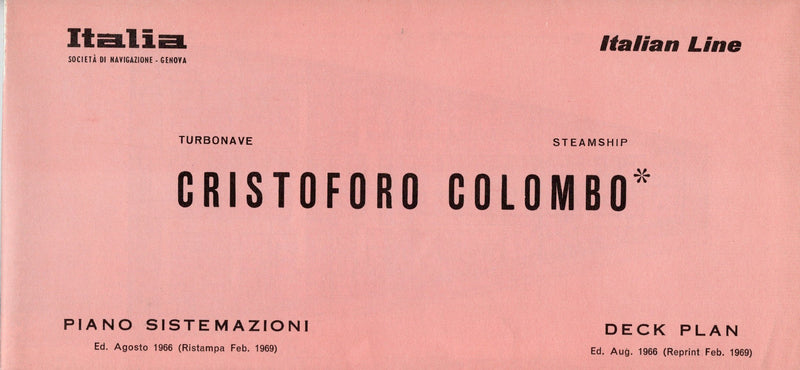 Italia
SOCIETÀ DI NAVIGAZIONE - GENOVA
Italian Line
TURBONAVE
STEAMSHIP
CRISTOFORO COLOMBO*
PIANO SISTEMAZIONI
Ed. Agosto 1966 (Ristampa Feb. 1969)
DECK PLAN
Ed. Aug. 1966 (Reprint Feb. 1969)